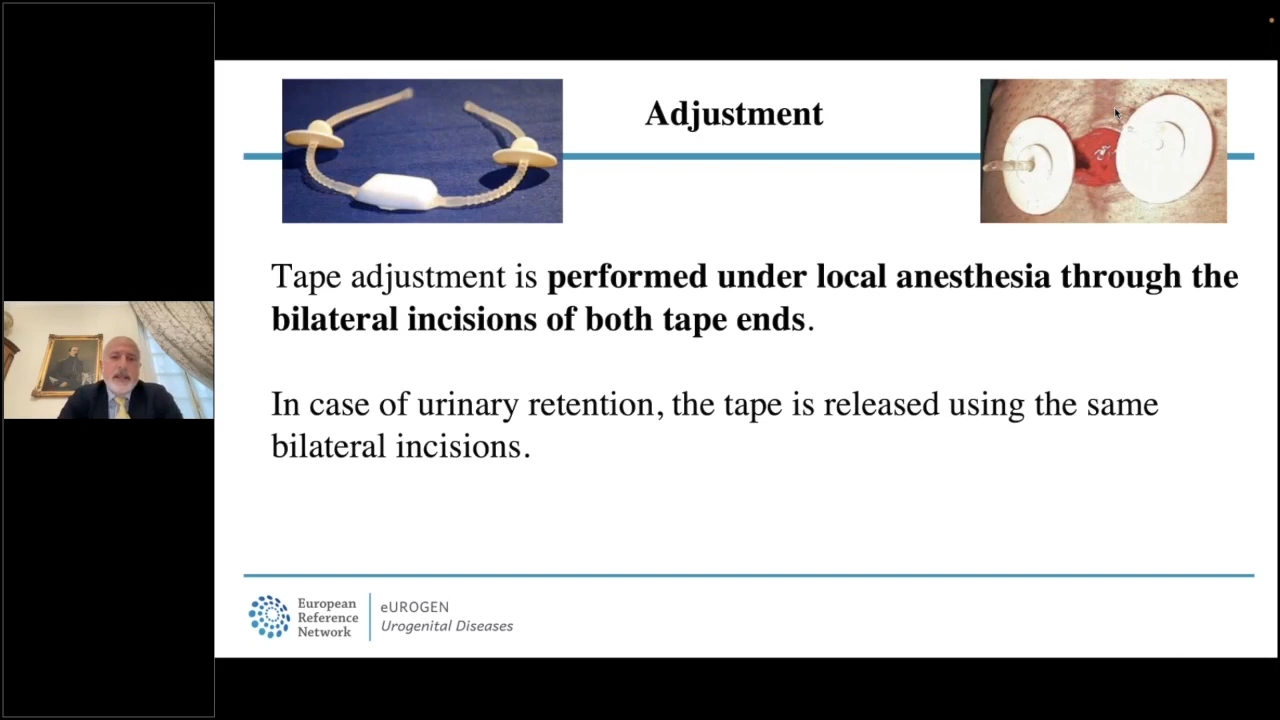 Adjustment
Tape adjustment is performed under local anesthesia through the
bilateral incisions of both tape ends.
In case of urinary retention, the tape is released using the same
bilateral incisions.
European
Reference
Network
eUROGEN
Urogenital Diseases